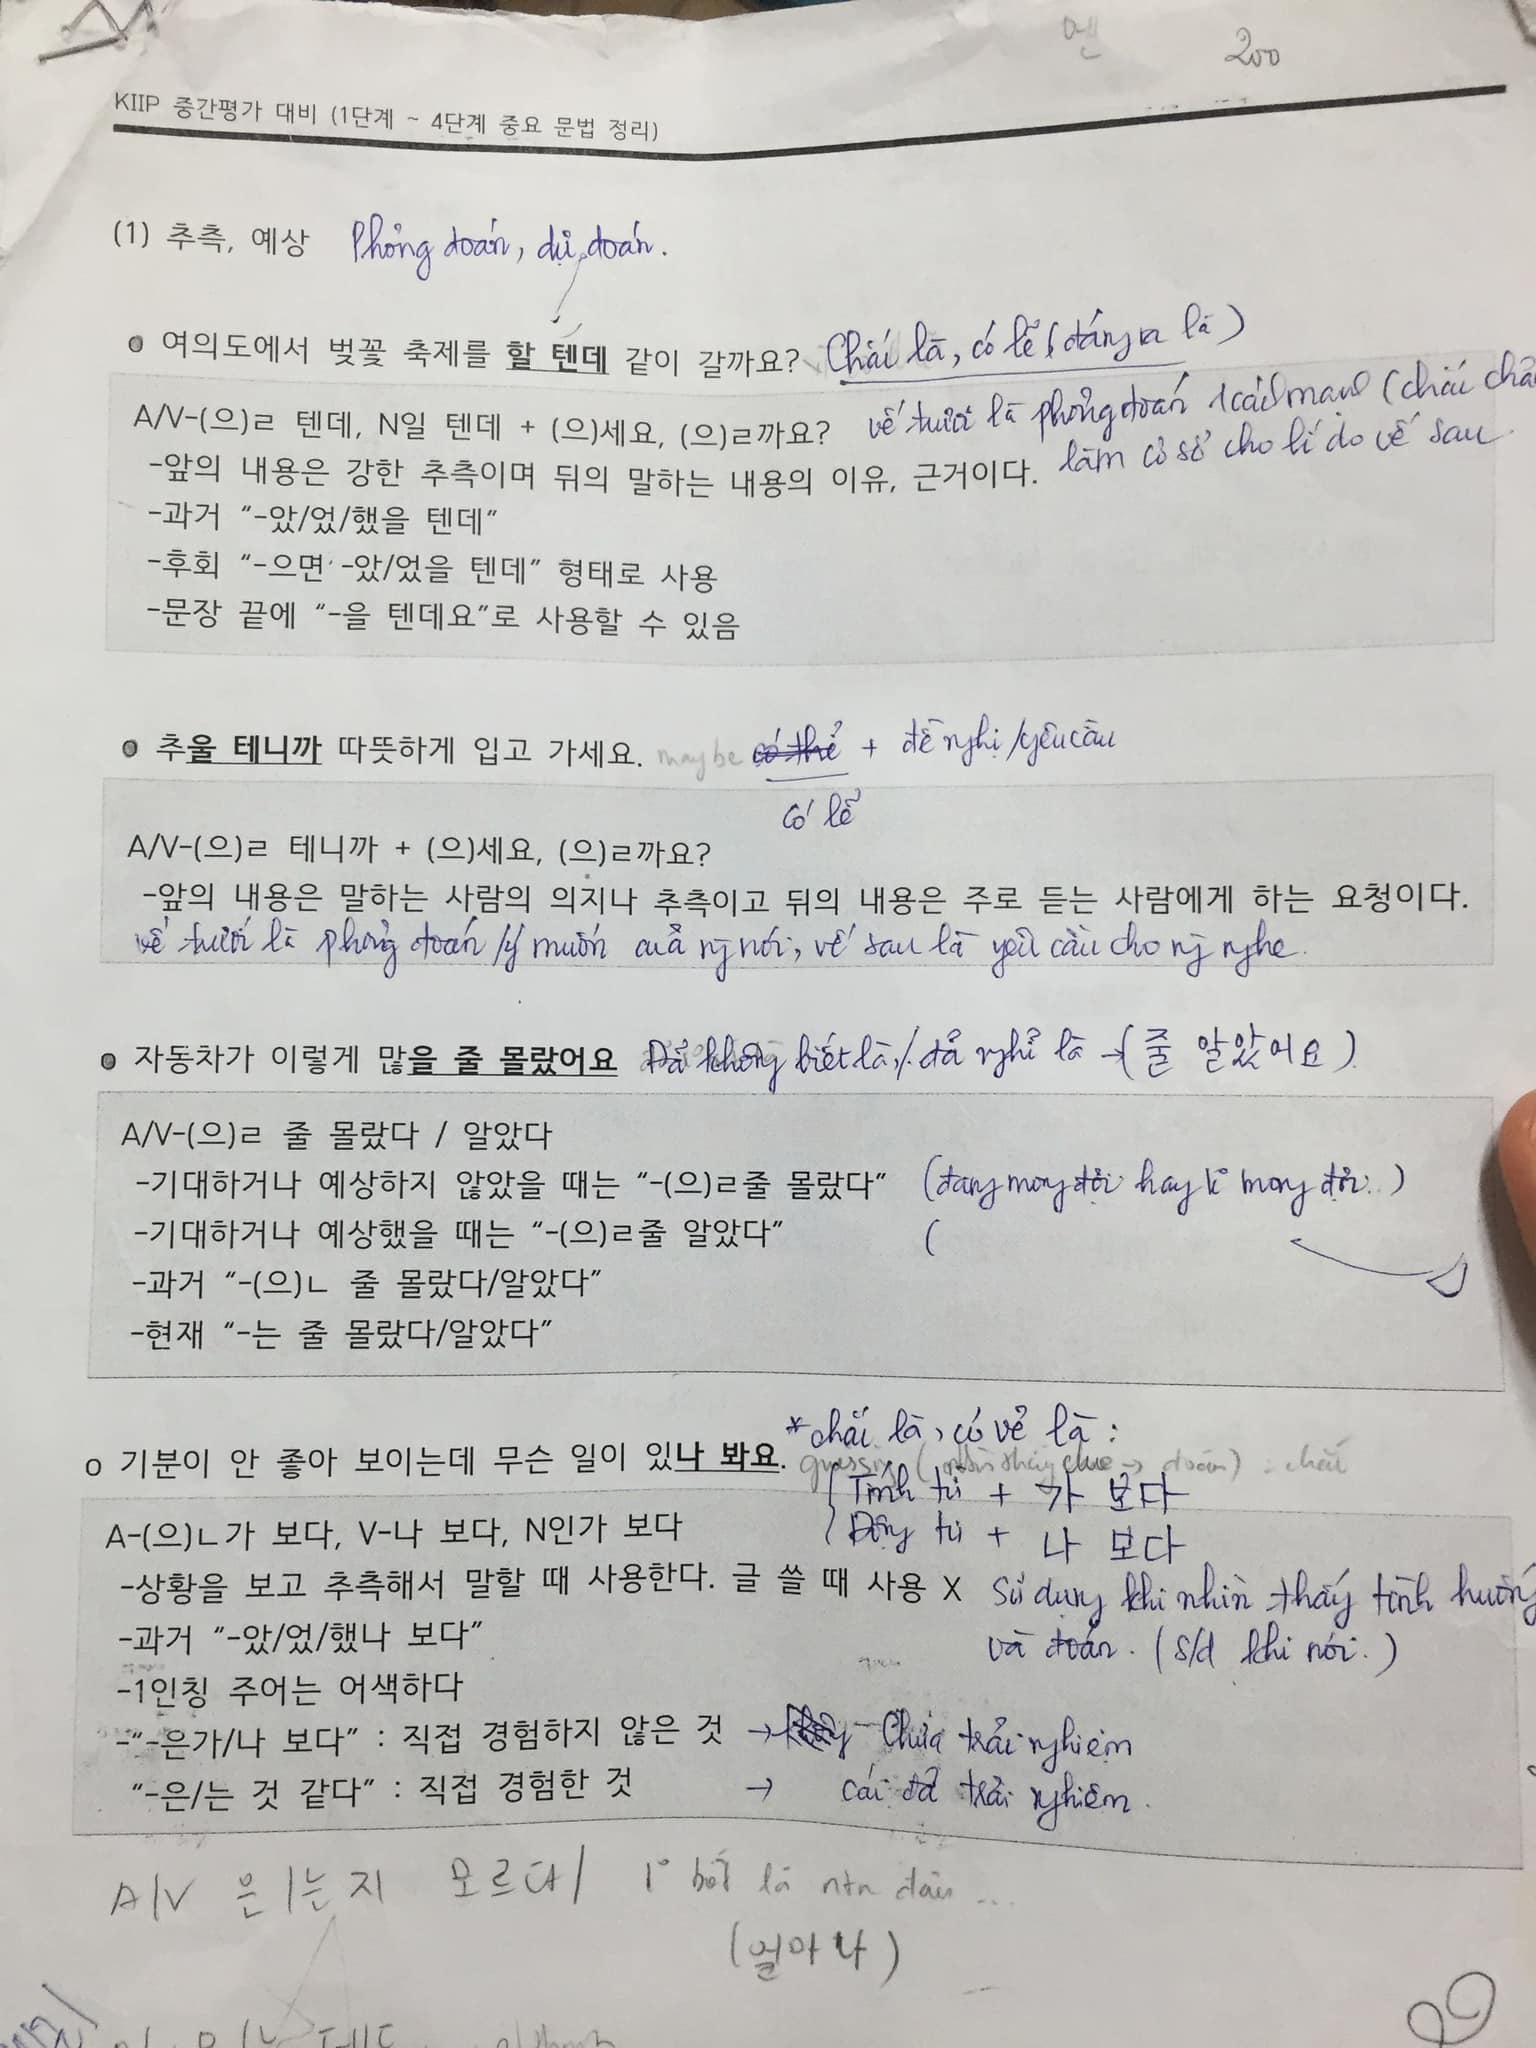 멘 200
KIIP 중간평가 대비 (1단계 ~ 4단계 중요 문법 정리)
(1) 추측, 예상 Phỏng đoán, dự đoán.
여의도에서 벚꽃 축제를 할 텐데 같이 갈까요? Chắc là, có lẽ (đáng ra là)
A/V-(으)ㄹ 텐데, N일 텐데 + (으)세요, (으)ㄹ까요? vế trước là phỏng đoán (chắc
-앞의 내용은 강한 추측이며 뒤의 말하는 내용의 이유, 근거이다. làm cơ sở cho lí do vế sau
-과거 “-았/었/했을 텐데”
-후회 “-으면 -았/었을 텐데” 형태로 사용
-문장 끝에 “-을 텐데요”로 사용할 수 있음
추울 테니까 따뜻하게 입고 가세요. maybe có thể + đề nghị/yêu cầu
có lẽ
A/V-(으)ㄹ 테니까 + (으)세요, (으)ㄹ까요?
-앞의 내용은 말하는 사람의 의지나 추측이고 뒤의 내용은 주로 듣는 사람에게 하는 요청이다.
vế trước là phỏng đoán/ý muốn của ng nói, vế sau là yêu cầu cho ng nghe.
자동차가 이렇게 많을 줄 몰랐어요 Đã không biết là,/ đã nghĩ là → (줄 알았어요)
A/V-(으)ㄹ 줄 몰랐다 / 알았다
-기대하거나 예상하지 않았을 때는 “-(으)ㄹ줄 몰랐다” (đang mong đợi hay k mong đợi..)
-기대하거나 예상했을 때는 “-(으)ㄹ줄 알았다” (
-과거 “-(으)ㄴ 줄 몰랐다/알았다”
-현재 “-는 줄 몰랐다/알았다”
*chắc là, có vẻ là:
o 기분이 안 좋아 보이는데 무슨 일이 있나 봐요.
Tính từ + 가 보다
A-(으)ㄴ가 보다, V-나 보다, N인가 보다 Động từ + 나 보다
-상황을 보고 추측해서 말할 때 사용한다. 글 쓸 때 사용 X Sử dụng khi nhìn thấy tình huống
-과거 “-았/었/했나 보다” và đoán. (s/d khi nói.)
-1인칭 주어는 어색하다
-“-은가/나 보다” : 직접 경험하지 않은 것 → Chưa trải nghiệm
“-은/는 것 같다” : 직접 경험한 것 → cái đã trải nghiệm.
A/V 은/는지 모르다/
(얼마나)